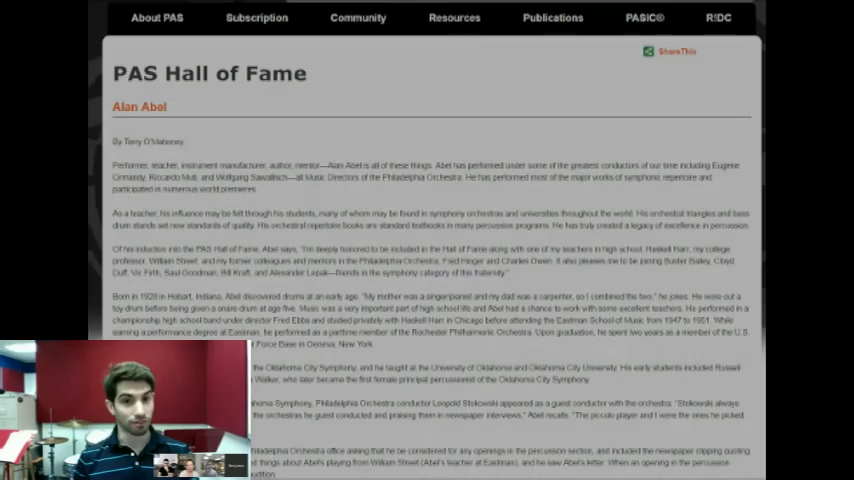 About PAS Subscription Community Resources Publications PASIC® R!DC
ShareThis
PAS Hall of Fame
Alan Abel
By Terry O'Mahoney
Performer, teacher, instrument manufacturer, author, mentor—Alan Abel is all of these things. Abel has performed under some of the greatest conductors of our time including Eugene
Ormandy, Riccardo Muti, and Wolfgang Sawallisch—all Music Directors of the Philadelphia Orchestra. He has performed most of the major works of symphonic repertoire and
participated in numerous world premieres.
As a teacher, his influence may be felt through his students, many of whom may be found in symphony orchestras and universities throughout the world. His orchestral triangles and bass
drum stands set new standards of quality. His orchestral repertoire books are standard textbooks in many percussion programs. He has truly created a legacy of excellence in percussion.
Of his induction into the PAS Hall of Fame, Abel says, "I'm deeply honored to be included in the Hall of Fame along with one of my teachers in high school, Haskell Harr, my college
professor, William Street, and my former colleagues and mentors in the Philadelphia Orchestra, Fred Hinger and Charles Owen. It also pleases me to be joining Buster Bailey, Cloyd
Duff, Vic Firth, Saul Goodman, Bill Kraft, and Alexander Lepak—friends in the symphony category of this fraternity."
Born in 1928 in Hobart, Indiana, Abel discovered drums at an early age. "My mother was a singer/pianist and my dad was a carpenter, so I combined the two," he jokes. He wore out a
toy drum before being given a snare drum at age five. Music was a very important part of high school life and Abel had a chance to work with some excellent teachers. He performed in a
championship high school band under director Fred Ebbs and studied privately with Haskell Harr in Chicago before attending the Eastman School of Music from 1947 to 1951. While
earning a performance degree at Eastman, he performed as a parttime member of the Rochester Philharmonic Orchestra. Upon graduation, he spent two years as a member of the U.S.
Force Base in Geneva, New York.
the Oklahoma City Symphony, and he taught at the University of Oklahoma and Oklahoma City University. His early students included Russell
Walker, who later became the first female principal percussionist of the Oklahoma City Symphony.
Symphony, Philadelphia Orchestra conductor Leopold Stokowski appeared as a guest conductor with the orchestra. "Stokowski always
the orchestras he guest conducted and praising them in newspaper interviews," Abel recalls. "The piccolo player and I were the ones he picked
Philadelphia Orchestra office asking that he be considered for any openings in the percussion section, and included the newspaper clipping quoting
things about Abel's playing from William Street (Abel's teacher at Eastman), and he saw Abel's letter. When an opening in the percussion
audition.